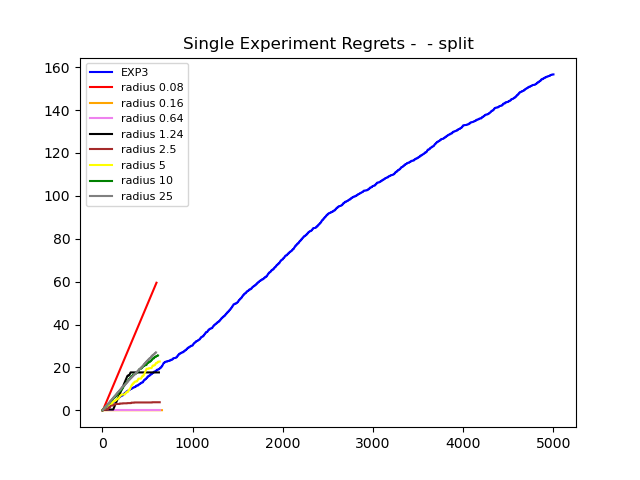 Single Experiment Regrets -  - split
160
140
120
100
80
60
40
20
0
EXP3
radius 0.08
radius 0.16
radius 0.64
radius 1.24
radius 2.5
radius 5
radius 10
radius 25
0 1000 2000 3000 4000 5000